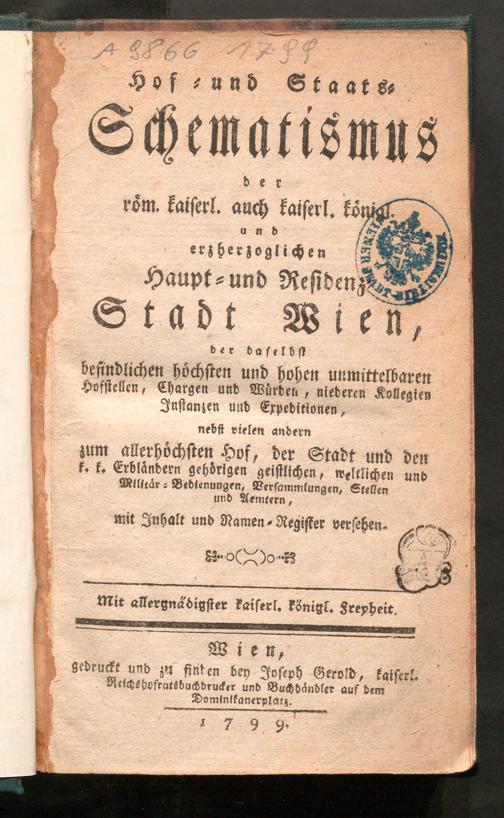 A 9866 1799
Hof - und Staats-
Schematismus
der
röm. kaiserl. auch kaiserl. königl.
und
erzherzoglichen
Haupt- und Residenz
Stadt Wien,
der daselbst
befindlichen höchsten und hohen unmittelbaren
Hofstellen, Chargen und Würden, niederen Kollegien
Instanzen und Expeditionen,
nebst vielen andern
zum allerhöchsten Hof, der Stadt und den
k. k. Erbländern gehörigen geistlichen, weltlichen und
Militär-Bedienungen, Versammlungen, Stellen
und Aemtern,
mit Inhalt und Namen-Register versehen.
Mit allergnädigster kaiserl. königl. Freyheit.
Wien,
gedruckt und zu finden bey Joseph Gerold, kaiserl.
Reichshofratsbuchdrucker und Buchhändler auf dem
Dominikanerplatz.
1799.